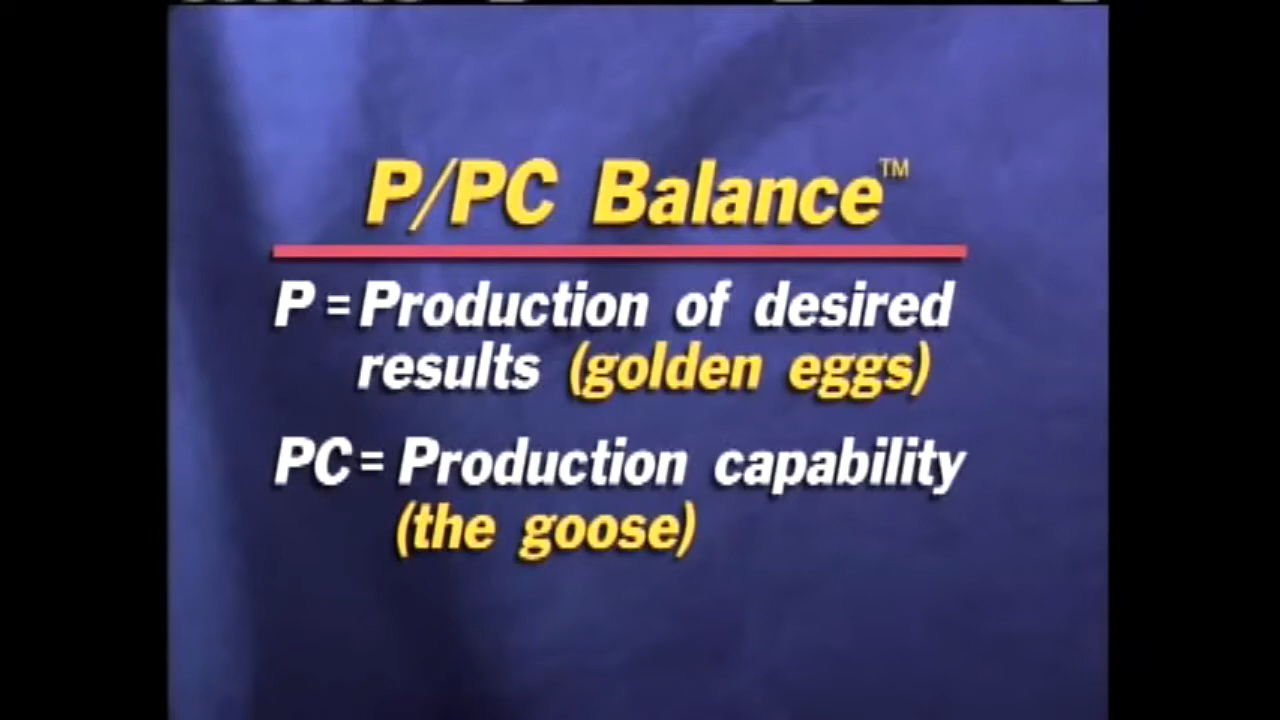 P/PC Balance™
P = Production of desired
results (golden eggs)
PC = Production capability
(the goose)